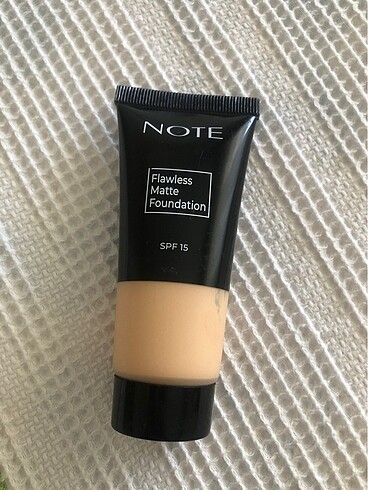 NOTE
Flawless
Matte
Foundation
SPF 15